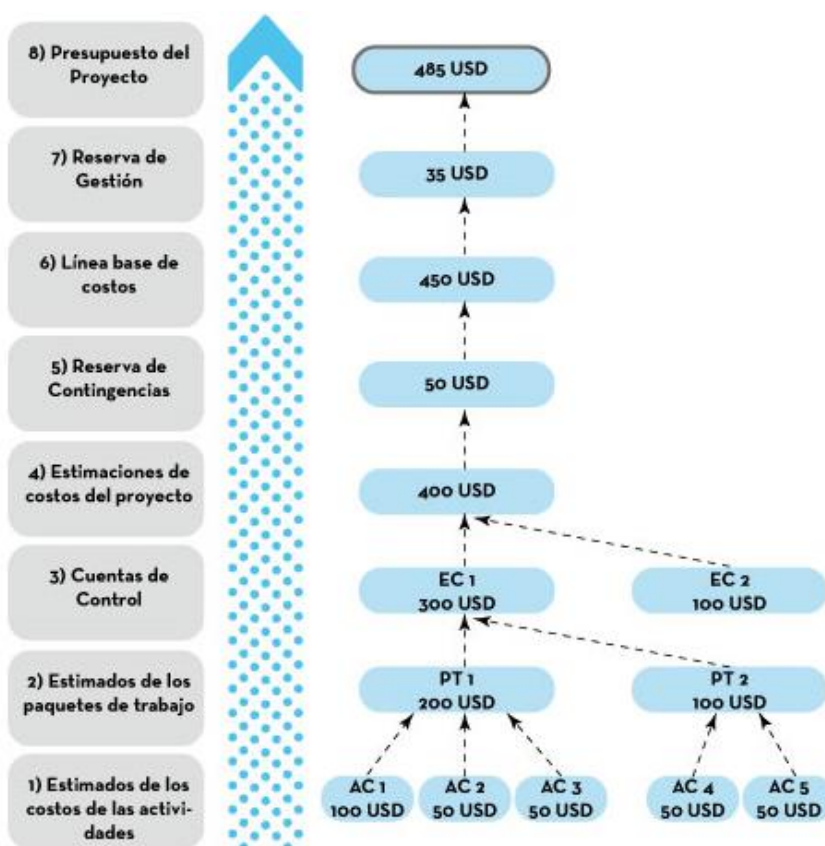 8) Presupuesto del
Proyecto
485 USD
7) Reserva de
Gestión
35 USD
6) Línea base de
costos
450 USD
5) Reserva de
Contingencias
50 USD
4) Estimaciones de
costos del proyecto
400 USD
3) Cuentas de
Control
EC 1
300 USD
EC 2
100 USD
2) Estimados de los
paquetes de trabajo
PT 1
200 USD
PT 2
100 USD
1) Estimados de los
costos de las activi-
dades
AC 1
100 USD
AC 2
50 USD
AC 3
50 USD
AC 4
50 USD
AC 5
50 USD